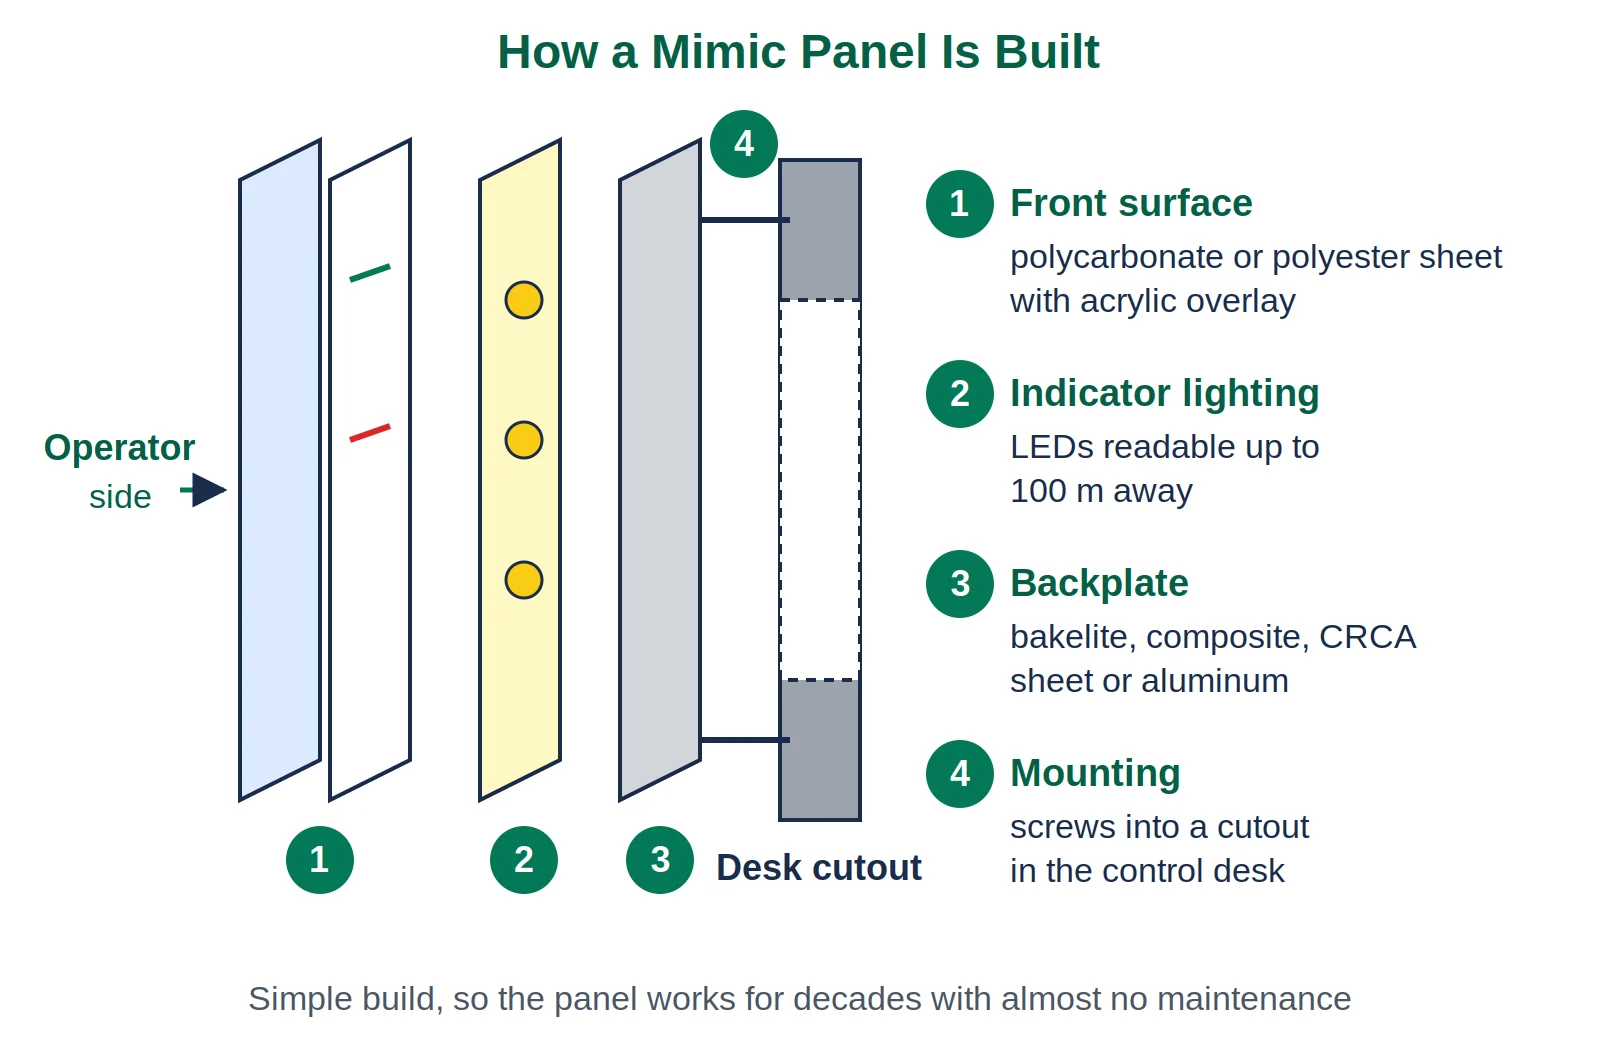 How a Mimic Panel Is Built
4
1 Front surface
polycarbonate or polyester sheet
with acrylic overlay
2 Indicator lighting
LEDs readable up to
100 m away
Operator
side
3 Backplate
bakelite, composite, CRCA
sheet or aluminum
4 Mounting
screws into a cutout
in the control desk
1
2
3
Desk cutout
Simple build, so the panel works for decades with almost no maintenance